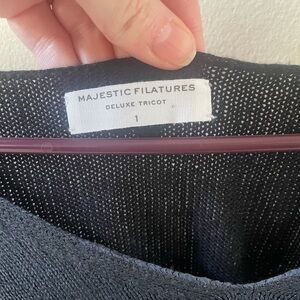 MAJESTIC FILATURES
DELUXE TRICOT
1